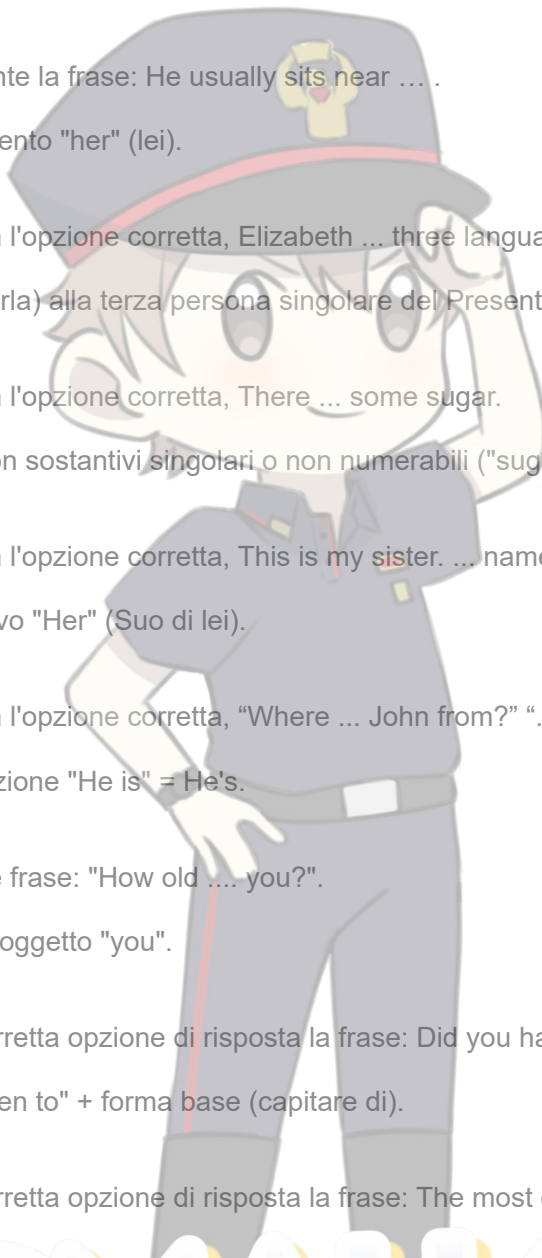 nte la frase: He usually sits near ... .
ento "her" (lei).
l'opzione corretta, Elizabeth ... three langua
rla) alla terza persona singolare del Present
l'opzione corretta, There ... some sugar.
n sostantivi singolari o non numerabili ("sug
l'opzione corretta, This is my sister. ... name
vo "Her" (Suo di lei).
l'opzione corretta, “Where ... John from?” “.
zione "He is" = He's.
frase: "How old .... you?".
oggetto "you".
rretta opzione di risposta la frase: Did you ha
en to" + forma base (capitare di).
rretta opzione di risposta la frase: The most